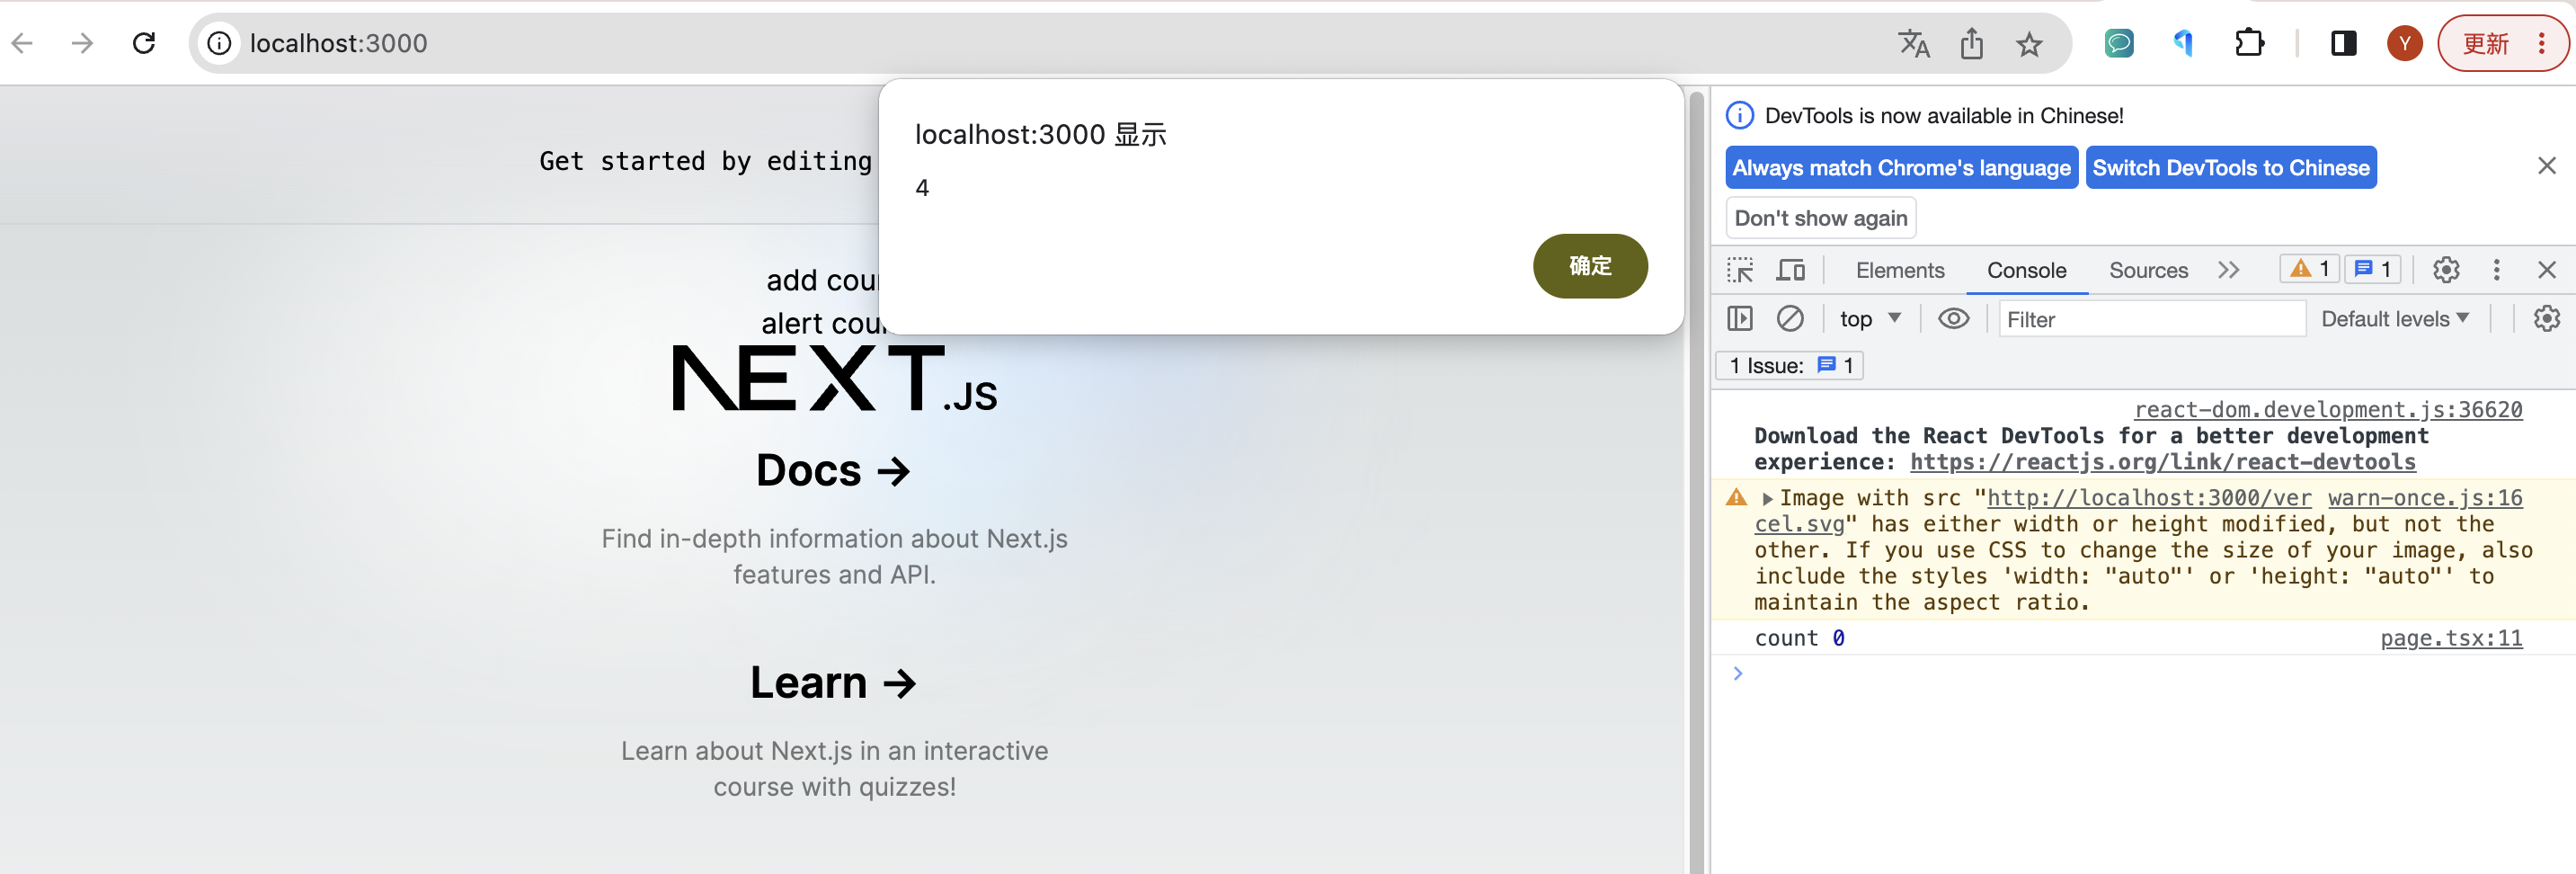 localhost:3000
Y
更新
Get started by editing
add
alert
localhost:3000 显示
4
确定
NEXT.JS
Docs →
Find in-depth information about Next.js
features and API.
Learn →
Learn about Next.js in an interactive
course with quizzes!
DevTools is now available in Chinese!
Always match Chrome's language Switch DevTools to Chinese
Don't show again
Elements Console Sources 1 1
top Filter Default levels
1 Issue: 1
react-dom.development.js:36620
Download the React DevTools for a better development
experience: https://reactjs.org/link/react-devtools
Image with src "http://localhost:3000/ver warn-once.js:16
cel.svg" has either width or height modified, but not the
other. If you use CSS to change the size of your image, also
include the styles 'width: "auto"' or 'height: "auto"' to
maintain the aspect ratio.
count 0 page.tsx:11